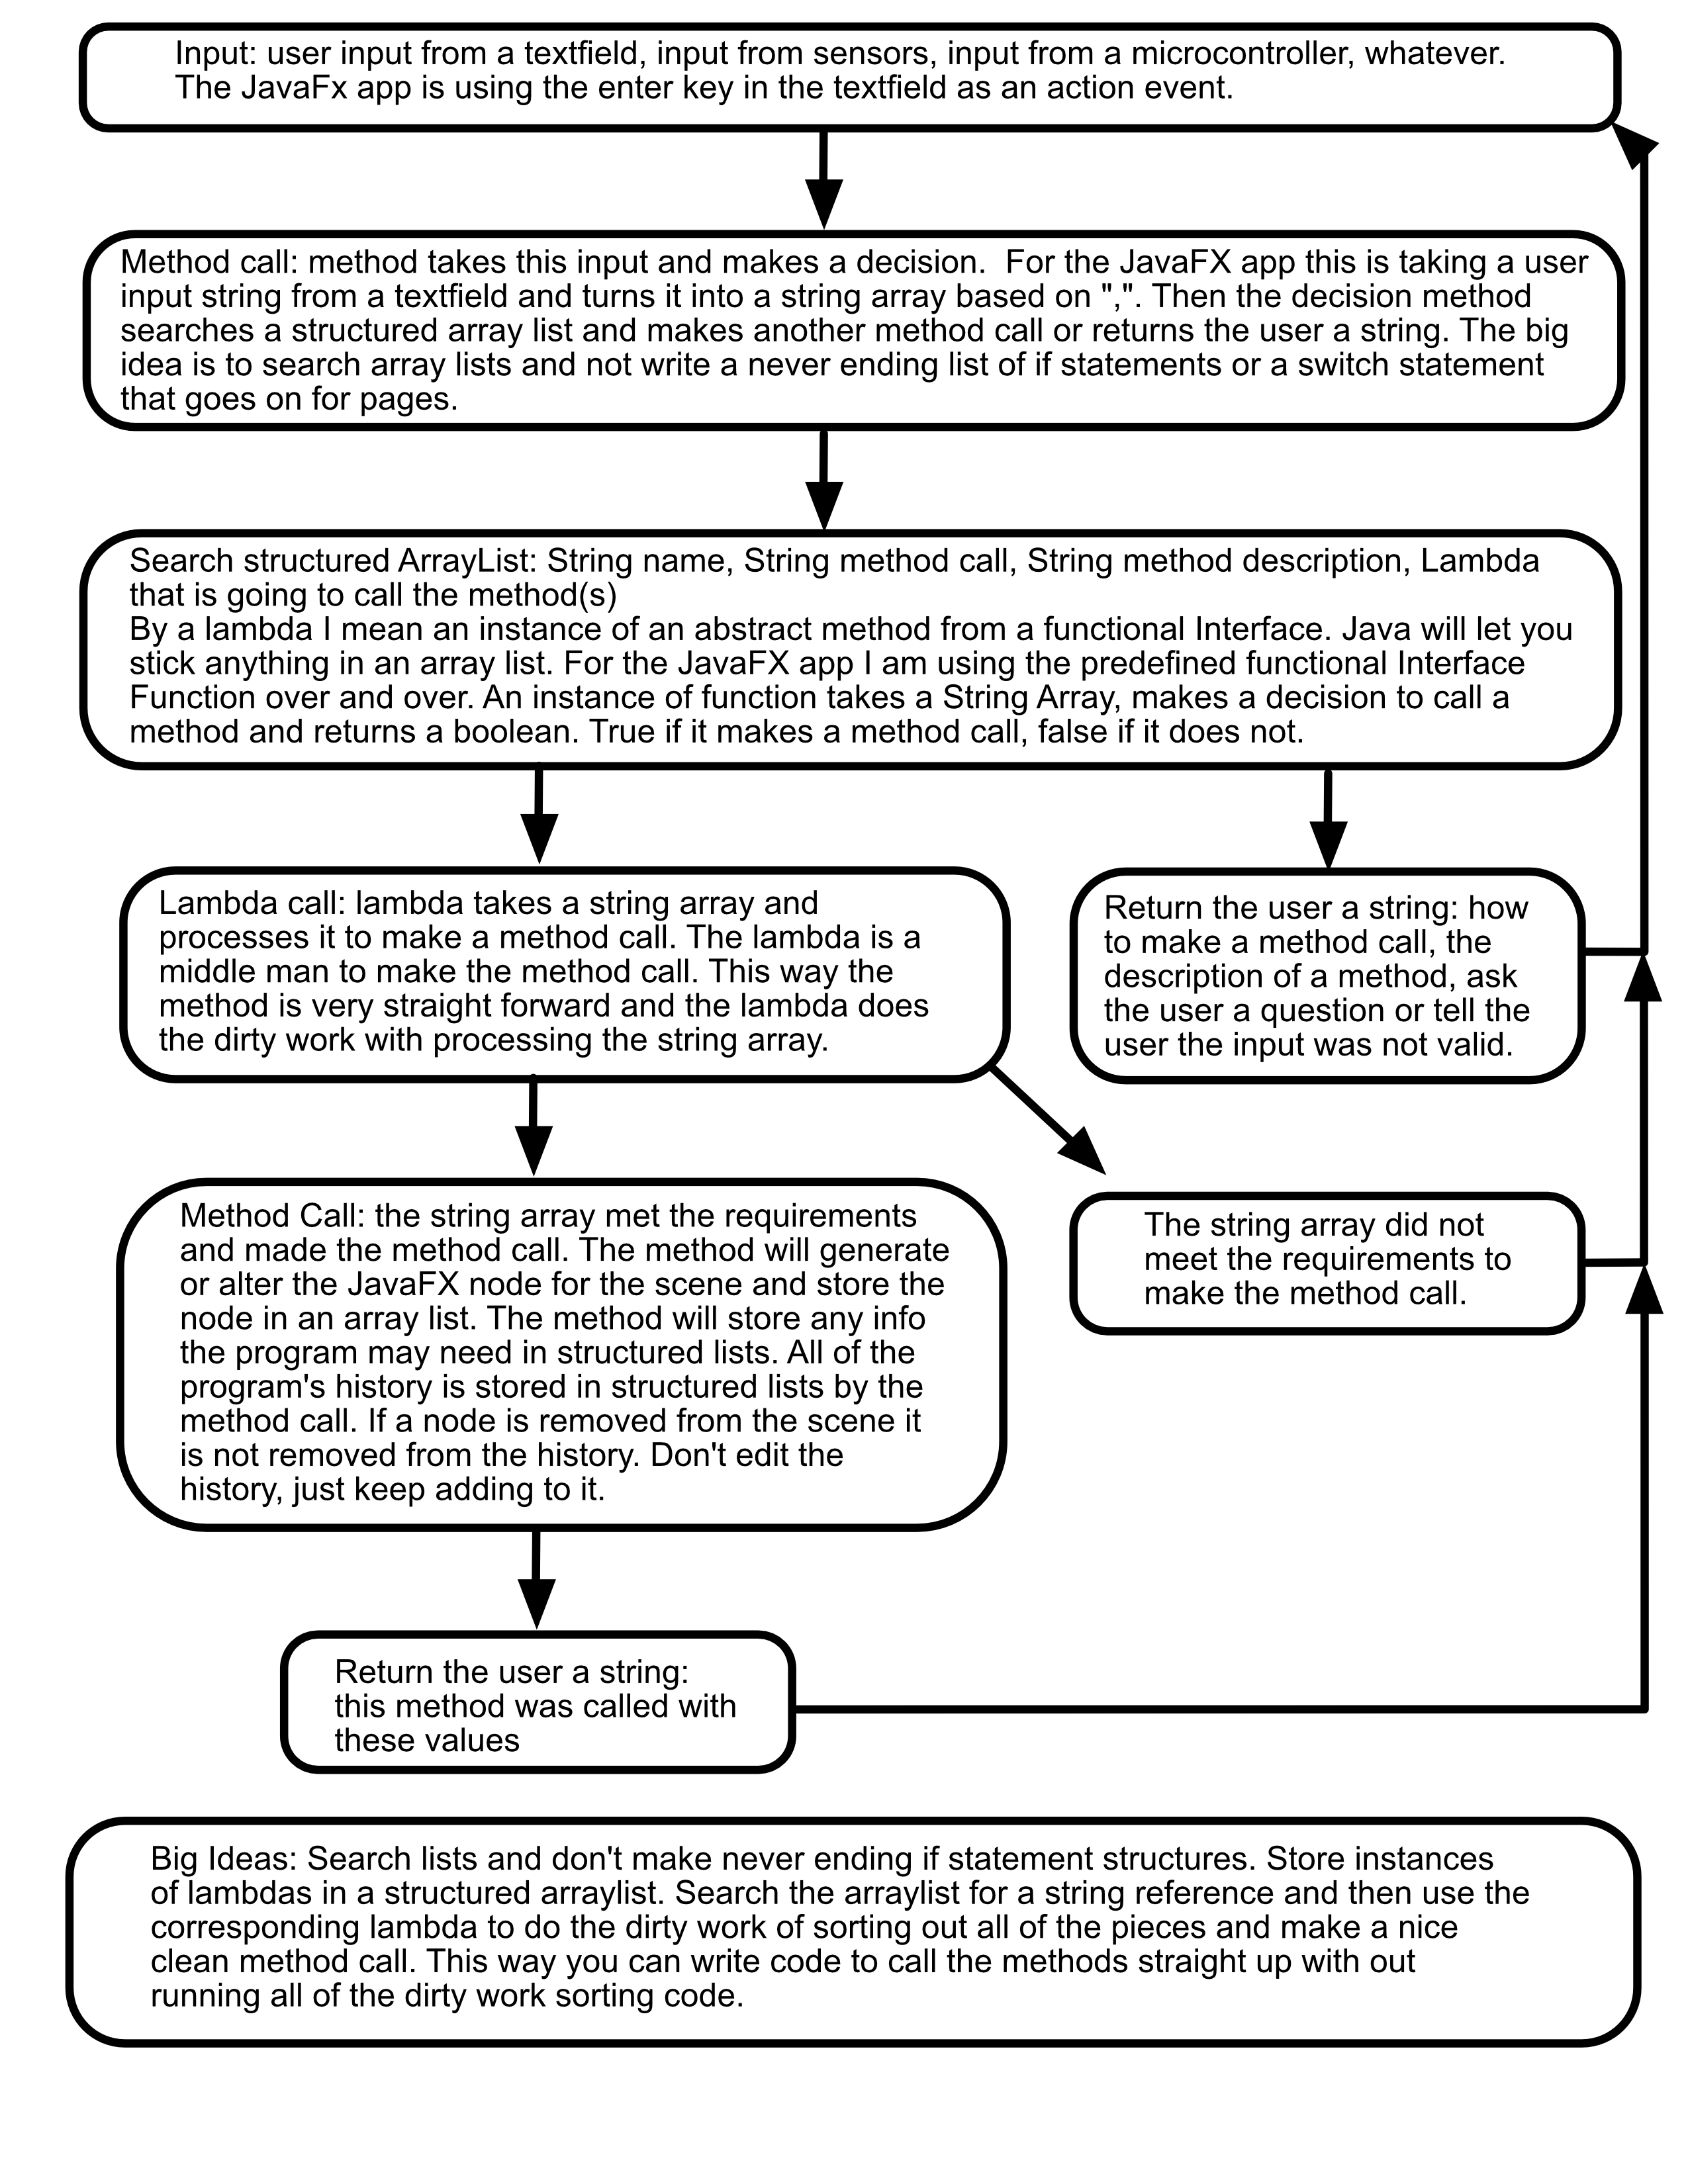 Input: user input from a textfield, input from sensors, input from a microcontroller, whatever.
The JavaFx app is using the enter key in the textfield as an action event.
Method call: method takes this input and makes a decision.  For the JavaFX app this is taking a user
input string from a textfield and turns it into a string array based on ",". Then the decision method
searches a structured array list and makes another method call or returns the user a string. The big
idea is to search array lists and not write a never ending list of if statements or a switch statement
that goes on for pages.
Search structured ArrayList: String name, String method call, String method description, Lambda
that is going to call the method(s)
By a lambda I mean an instance of an abstract method from a functional Interface. Java will let you
stick anything in an array list. For the JavaFX app I am using the predefined functional Interface
Function over and over. An instance of function takes a String Array, makes a decision to call a
method and returns a boolean. True if it makes a method call, false if it does not.
Lambda call: lambda takes a string array and
processes it to make a method call. The lambda is a
middle man to make the method call. This way the
method is very straight forward and the lambda does
the dirty work with processing the string array.
Return the user a string: how
to make a method call, the
description of a method, ask
the user a question or tell the
user the input was not valid.
Method Call: the string array met the requirements
and made the method call. The method will generate
or alter the JavaFX node for the scene and store the
node in an array list. The method will store any info
the program may need in structured lists. All of the
program's history is stored in structured lists by the
method call. If a node is removed from the scene it
is not removed from the history. Don't edit the
history, just keep adding to it.
The string array did not
meet the requirements to
make the method call.
Return the user a string:
this method was called with
these values
Big Ideas: Search lists and don't make never ending if statement structures. Store instances
of lambdas in a structured arraylist. Search the arraylist for a string reference and then use the
corresponding lambda to do the dirty work of sorting out all of the pieces and make a nice
clean method call. This way you can write code to call the methods straight up with out
running all of the dirty work sorting code.